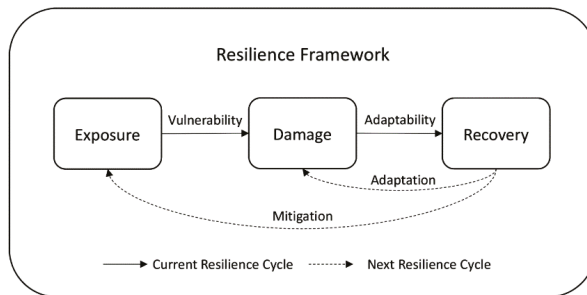 Resilience Framework
Exposure
Vulnerability
Damage
Adaptability
Recovery
Adaptation
Mitigation
Current Resilience Cycle
Next Resilience Cycle